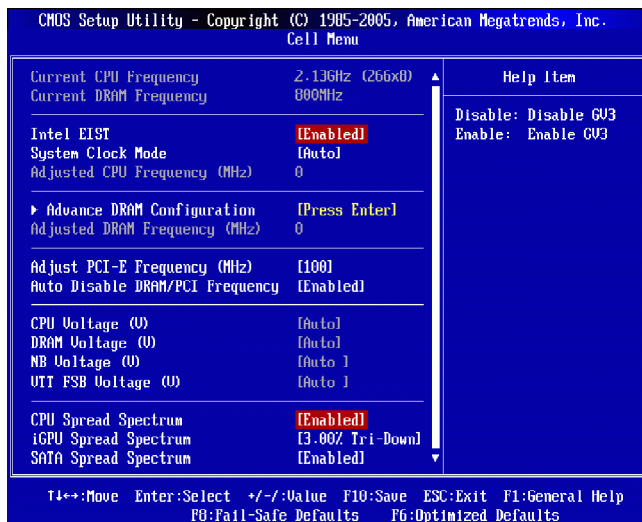 CMOS Setup Utility - Copyright (C) 1985-2005, American Megatrends, Inc.
Cell Menu
Current CPU Frequency 2.13GHz (266x8)
Current DRAM Frequency 800MHz
Intel EIST [Enabled]
System Clock Mode [Auto]
Adjusted CPU Frequency (MHz) 0
▶ Advance DRAM Configuration [Press Enter]
Adjusted DRAM Frequency (MHz) 0
Adjust PCI-E Frequency (MHz) [100]
Auto Disable DRAM/PCI Frequency [Enabled]
CPU Voltage (V) [Auto]
DRAM Voltage (V) [Auto]
NB Voltage (V) [Auto ]
VTT FSB Voltage (V) [Auto ]
CPU Spread Spectrum [Enabled]
iGPU Spread Spectrum [3.00% Tri-Down]
SATA Spread Spectrum [Enabled]
Help Item
Disable: Disable GV3
Enable: Enable GV3
↑↓←→:Move Enter:Select +/-/:Value F10:Save ESC:Exit F1:General Help
F8:Fail-Safe Defaults F6:Optimized Defaults